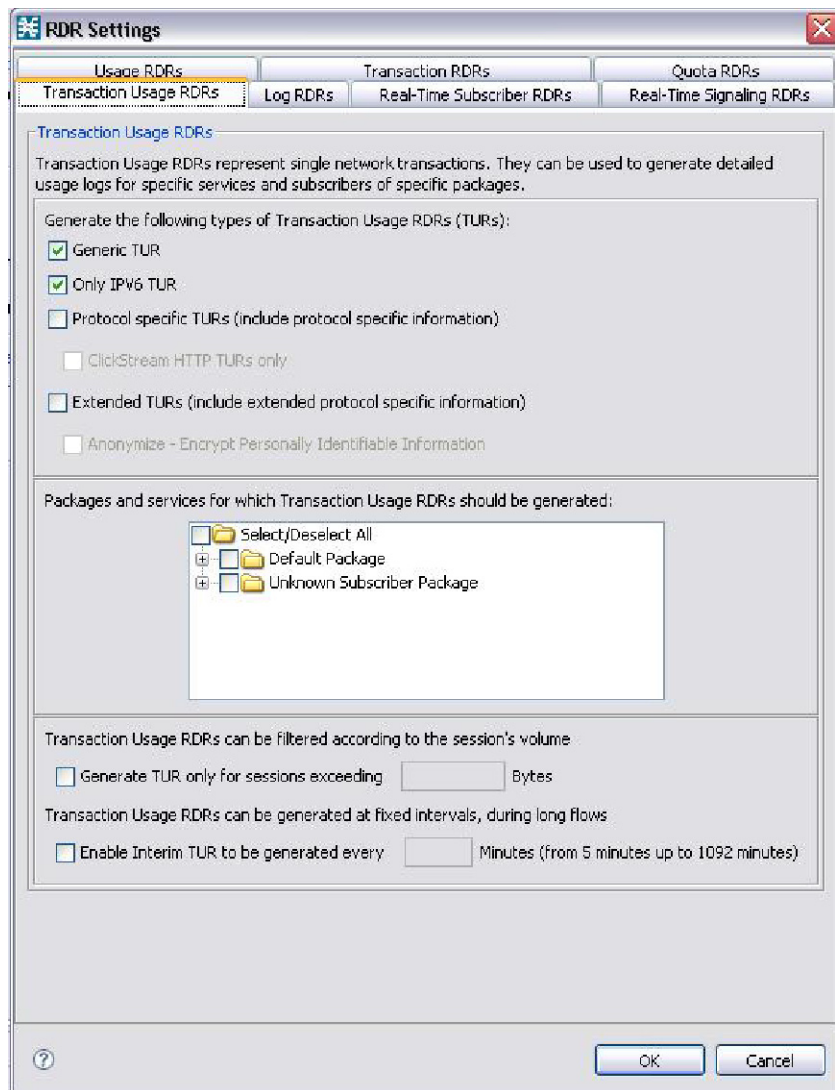 RDR Settings
Usage RDRs
Transaction RDRs
Quota RDRs
Transaction Usage RDRs
Log RDRs
Real-Time Subscriber RDRs
Real-Time Signaling RDRs
Transaction Usage RDRs
Transaction Usage RDRs represent single network transactions. They can be used to generate detailed
usage logs for specific services and subscribers of specific packages.
Generate the following types of Transaction Usage RDRs (TURs):
Generic TUR
Only IPV6 TUR
Protocol specific TURs (include protocol specific information)
ClickStream HTTP TURs only
Extended TURs (include extended protocol specific information)
Anonymize - Encrypt Personally Identifiable Information
Packages and services for which Transaction Usage RDRs should be generated:
Select/Deselect All
Default Package
Unknown Subscriber Package
Transaction Usage RDRs can be filtered according to the session's volume
Generate TUR only for sessions exceeding Bytes
Transaction Usage RDRs can be generated at fixed intervals, during long flows
Enable Interim TUR to be generated every Minutes (from 5 minutes up to 1092 minutes)
OK
Cancel